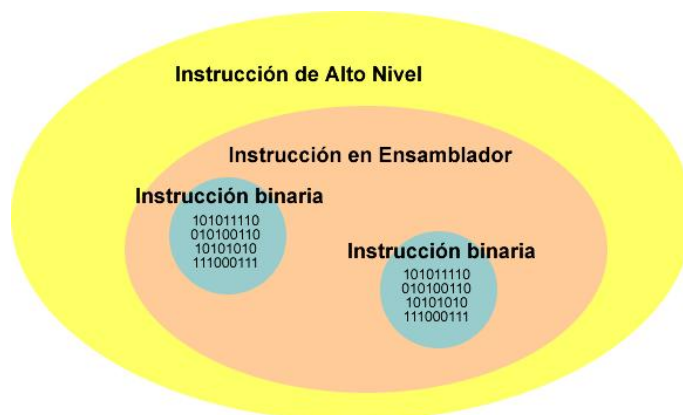 Instrucción de Alto Nivel
Instrucción en Ensamblador
Instrucción binaria
101011110
010100110
10101010
111000111
Instrucción binaria
101011110
010100110
10101010
111000111